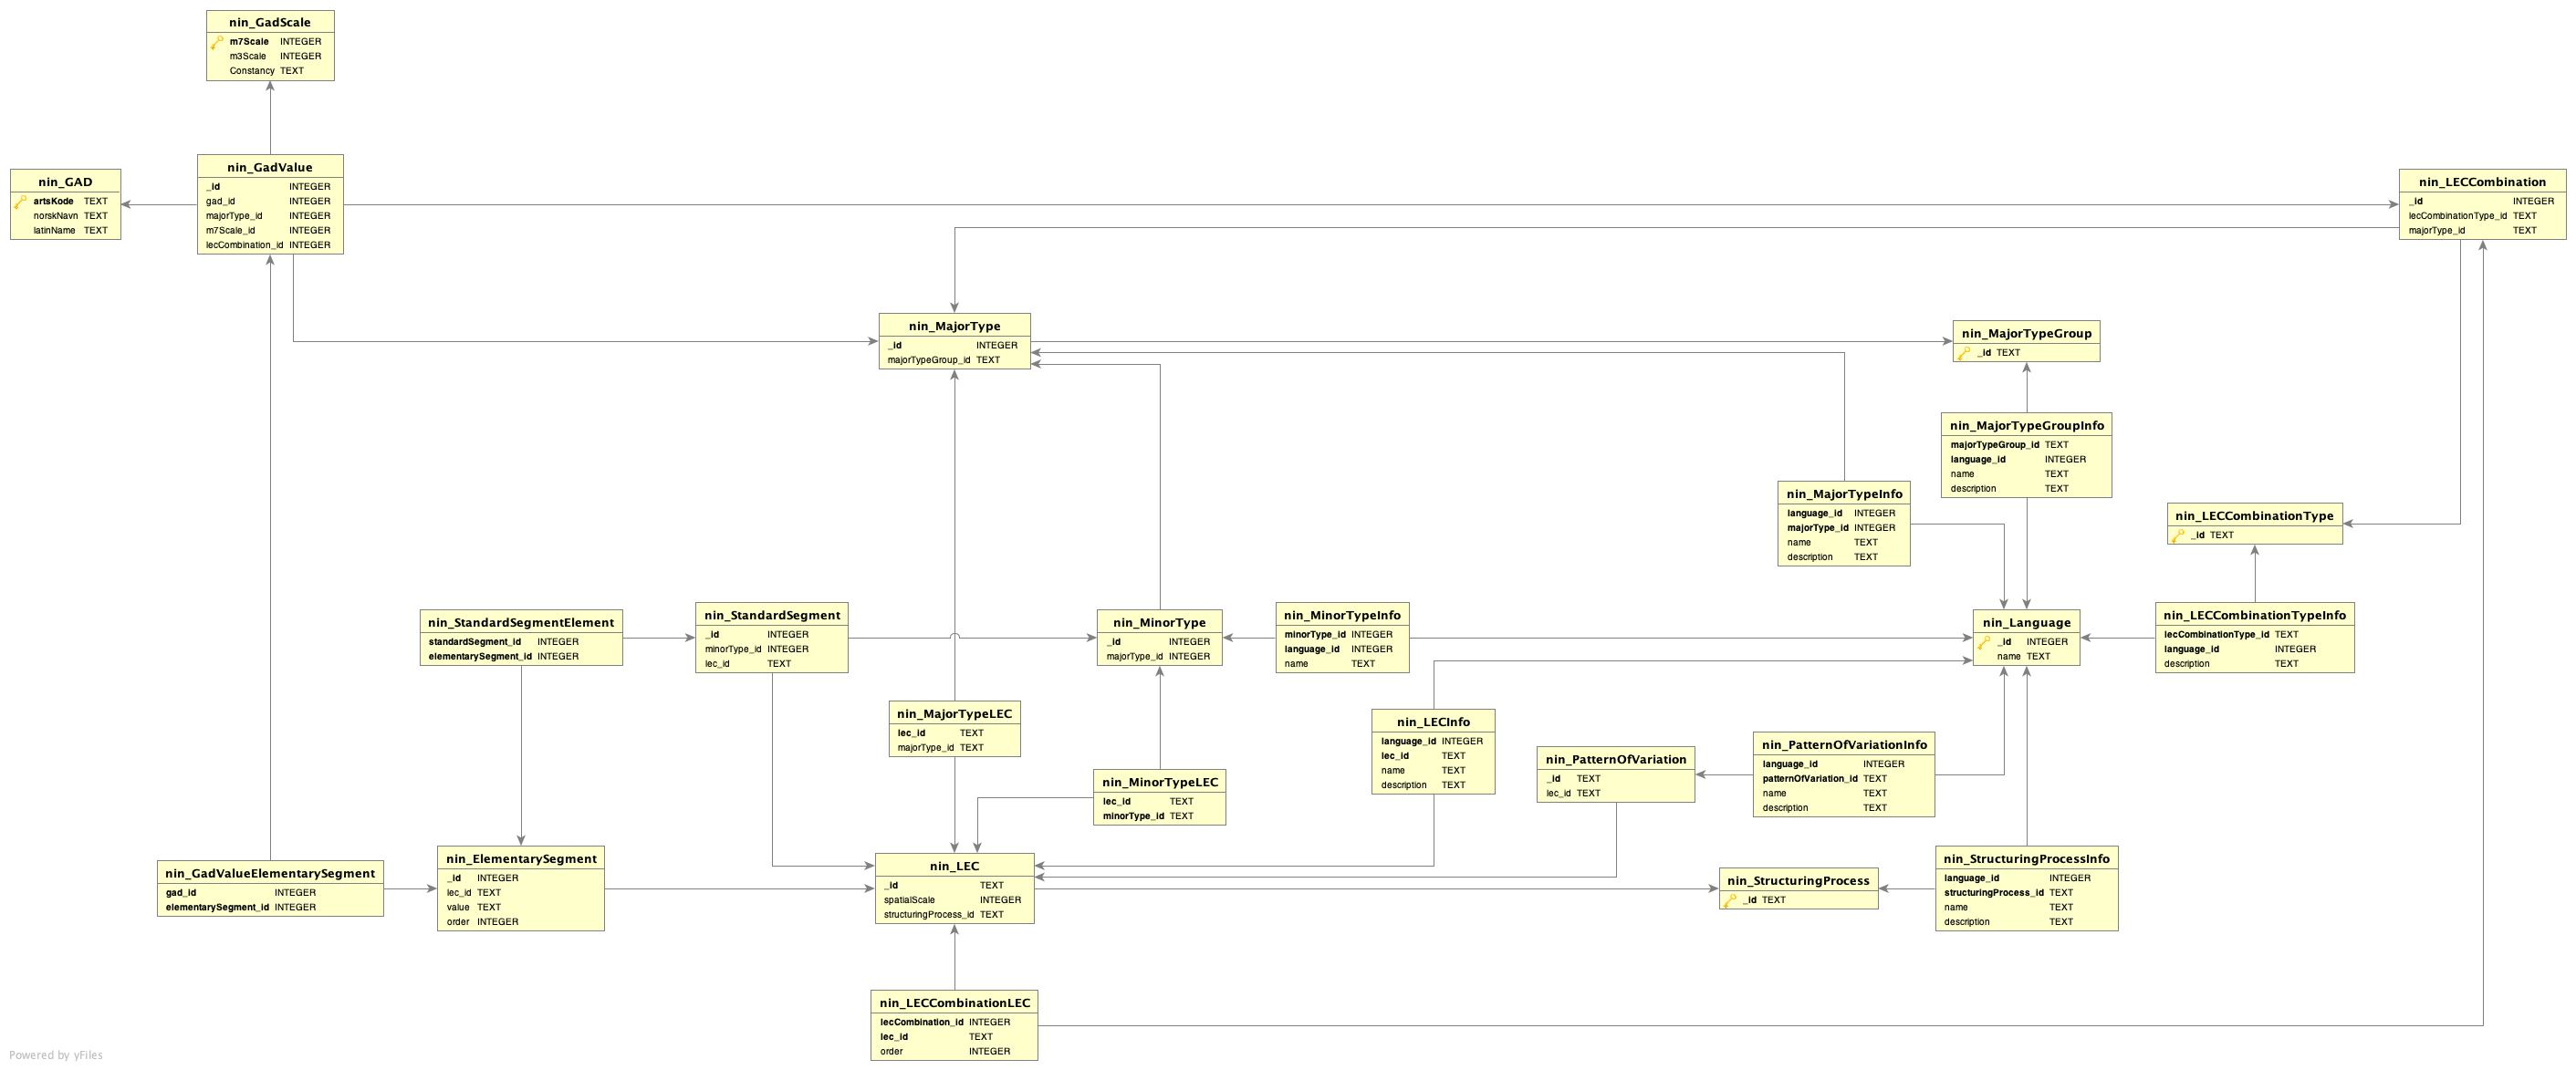 nin_GadScale
m7Scale INTEGER
m3Scale INTEGER
Constancy TEXT
nin_GAD
artsKode TEXT
norskNavn TEXT
latinName TEXT
nin_GadValue
_id INTEGER
gad_id INTEGER
majorType_id INTEGER
m7Scale_id INTEGER
lecCombination_id INTEGER
nin_LECCombination
_id INTEGER
lecCombinationType_id TEXT
majorType_id TEXT
nin_MajorType
_id INTEGER
majorTypeGroup_id TEXT
nin_MajorTypeGroup
_id TEXT
nin_MajorTypeGroupInfo
majorTypeGroup_id TEXT
language_id INTEGER
name TEXT
description TEXT
nin_MajorTypeInfo
language_id INTEGER
majorType_id INTEGER
name TEXT
description TEXT
nin_LECCombinationType
_id TEXT
nin_StandardSegmentElement
standardSegment_id INTEGER
elementarySegment_id INTEGER
nin_StandardSegment
_id INTEGER
minorType_id INTEGER
lec_id TEXT
nin_MinorType
_id INTEGER
majorType_id INTEGER
nin_MinorTypeInfo
minorType_id INTEGER
language_id INTEGER
name TEXT
nin_Language
_id INTEGER
name TEXT
nin_LECCombinationTypeInfo
lecCombinationType_id TEXT
language_id INTEGER
description TEXT
nin_MajorTypeLEC
lec_id TEXT
majorType_id TEXT
nin_MinorTypeLEC
lec_id TEXT
minorType_id TEXT
nin_LECInfo
language_id INTEGER
lec_id TEXT
name TEXT
description TEXT
nin_PatternOfVariation
_id TEXT
lec_id TEXT
nin_PatternOfVariationInfo
language_id INTEGER
patternOfVariation_id TEXT
name TEXT
description TEXT
nin_GadValueElementarySegment
gad_id INTEGER
elementarySegment_id INTEGER
nin_ElementarySegment
_id INTEGER
lec_id TEXT
value TEXT
order INTEGER
nin_LEC
_id TEXT
spatialScale INTEGER
structuringProcess_id TEXT
nin_StructuringProcess
_id TEXT
nin_StructuringProcessInfo
language_id INTEGER
structuringProcess_id TEXT
name TEXT
description TEXT
nin_LECCombinationLEC
lecCombination_id INTEGER
lec_id TEXT
order INTEGER
Powered by yFiles